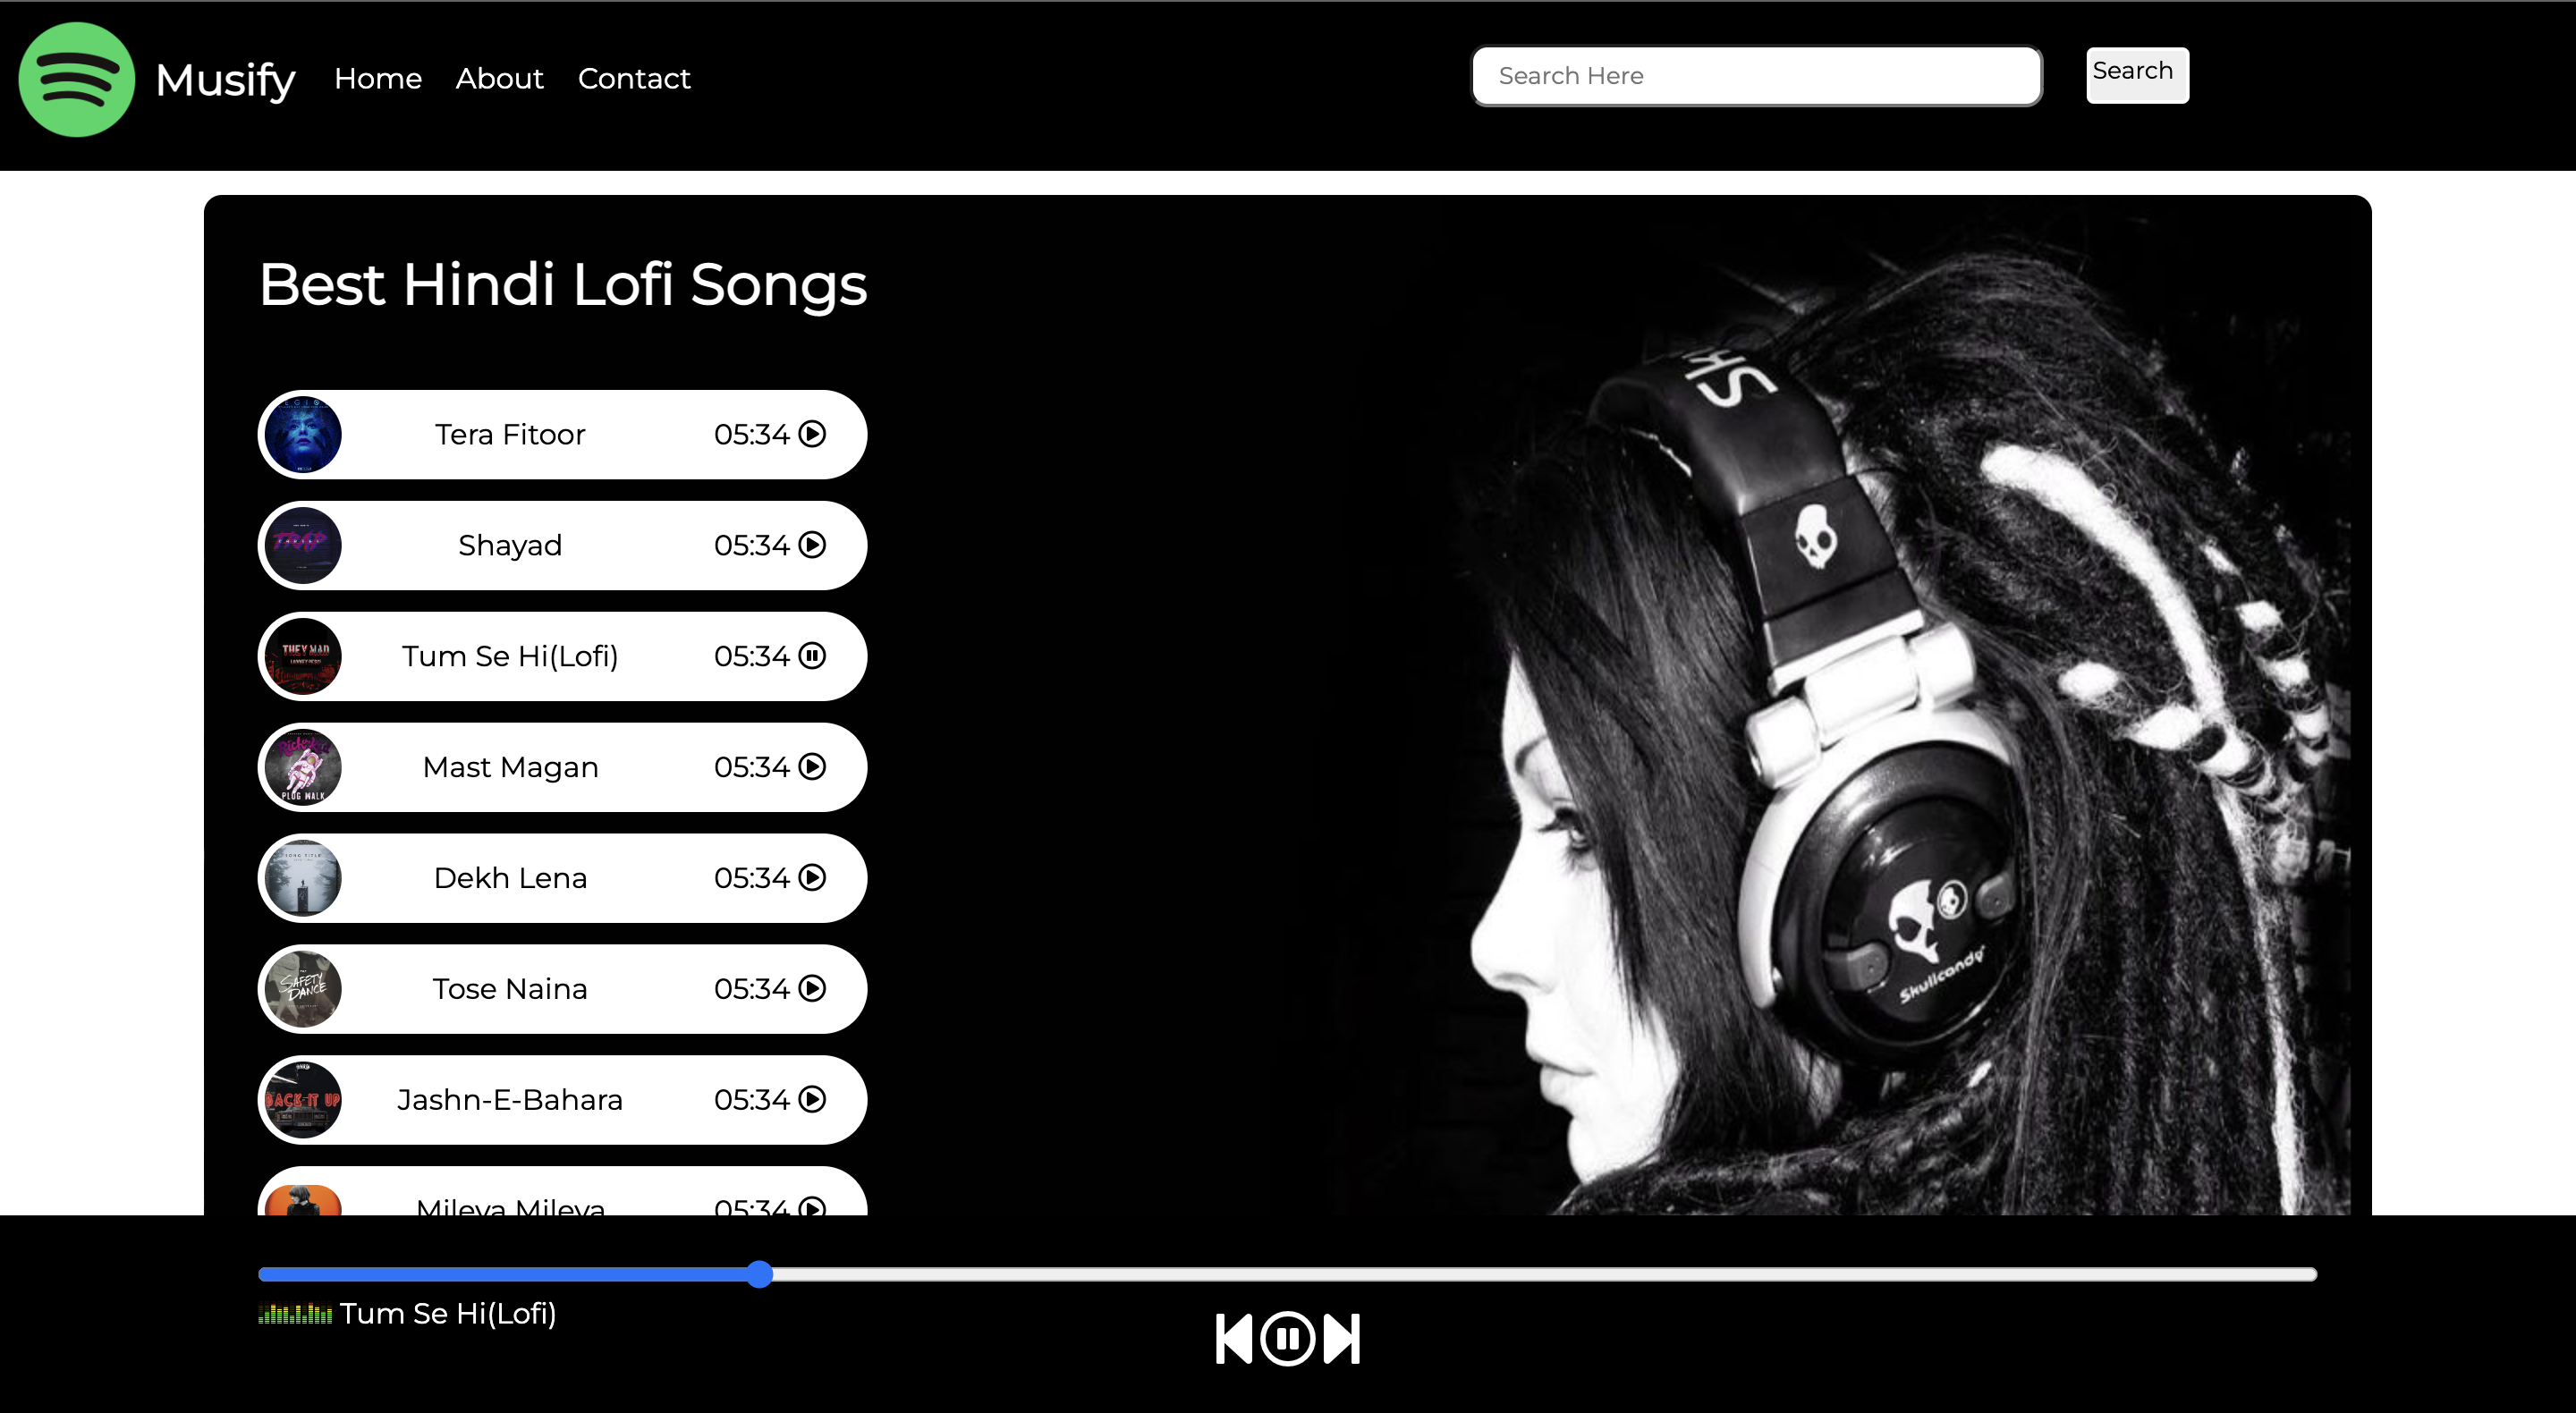 Musify Home About Contact Search Here Search
Best Hindi Lofi Songs
Tera Fitoor 05:34
Shayad 05:34
TRAP
Tum Se Hi(Lofi) 05:34
THEY MAD
Mast Magan 05:34
PLUG WALK
Dekh Lena 05:34
SONG TITLE
Tose Naina 05:34
SAFETY
DANCE
Jashn-E-Bahara 05:34
BACK IT UP
Mileya Mileya 05:34
Skullcandy
Tum Se Hi(Lofi)